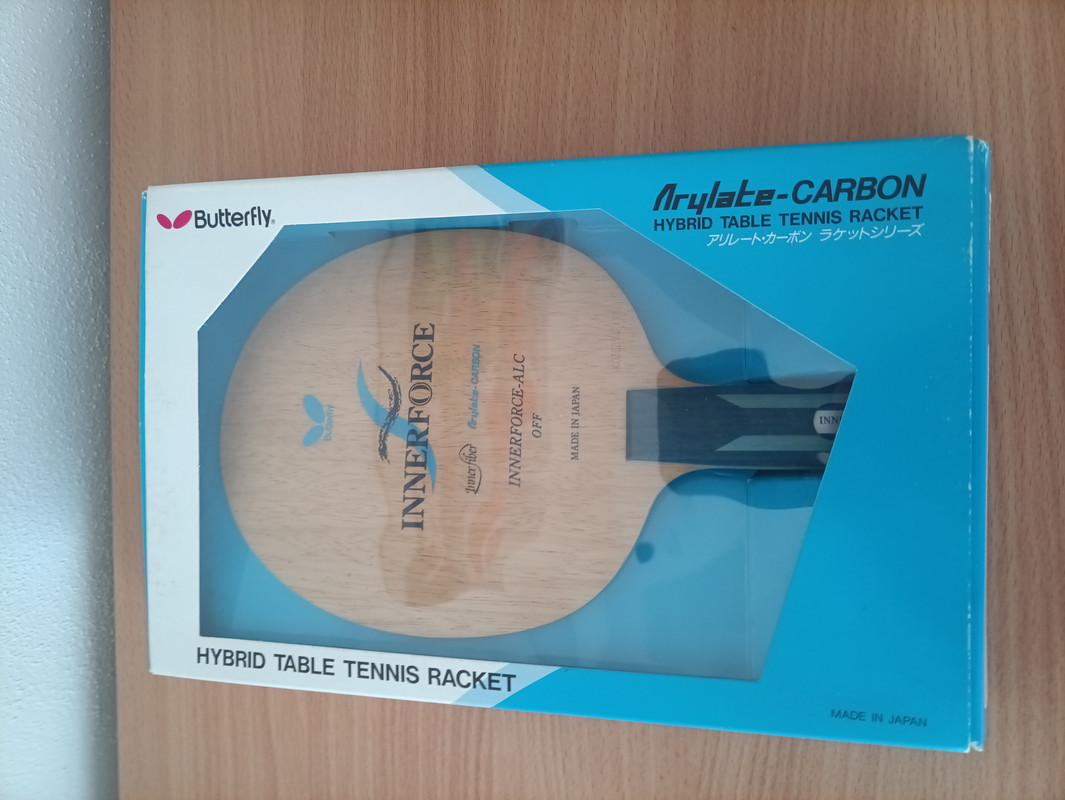 Butterfly®
Arylate-CARBON
HYBRID TABLE TENNIS RACKET
アリレート・カーボン ラケットシリーズ
Butterfly
INNERFORCE
Innerfiber Arylate-CARBON
INNERFORCE-ALC
OFF
MADE IN JAPAN
HYBRID TABLE TENNIS RACKET
MADE IN JAPAN